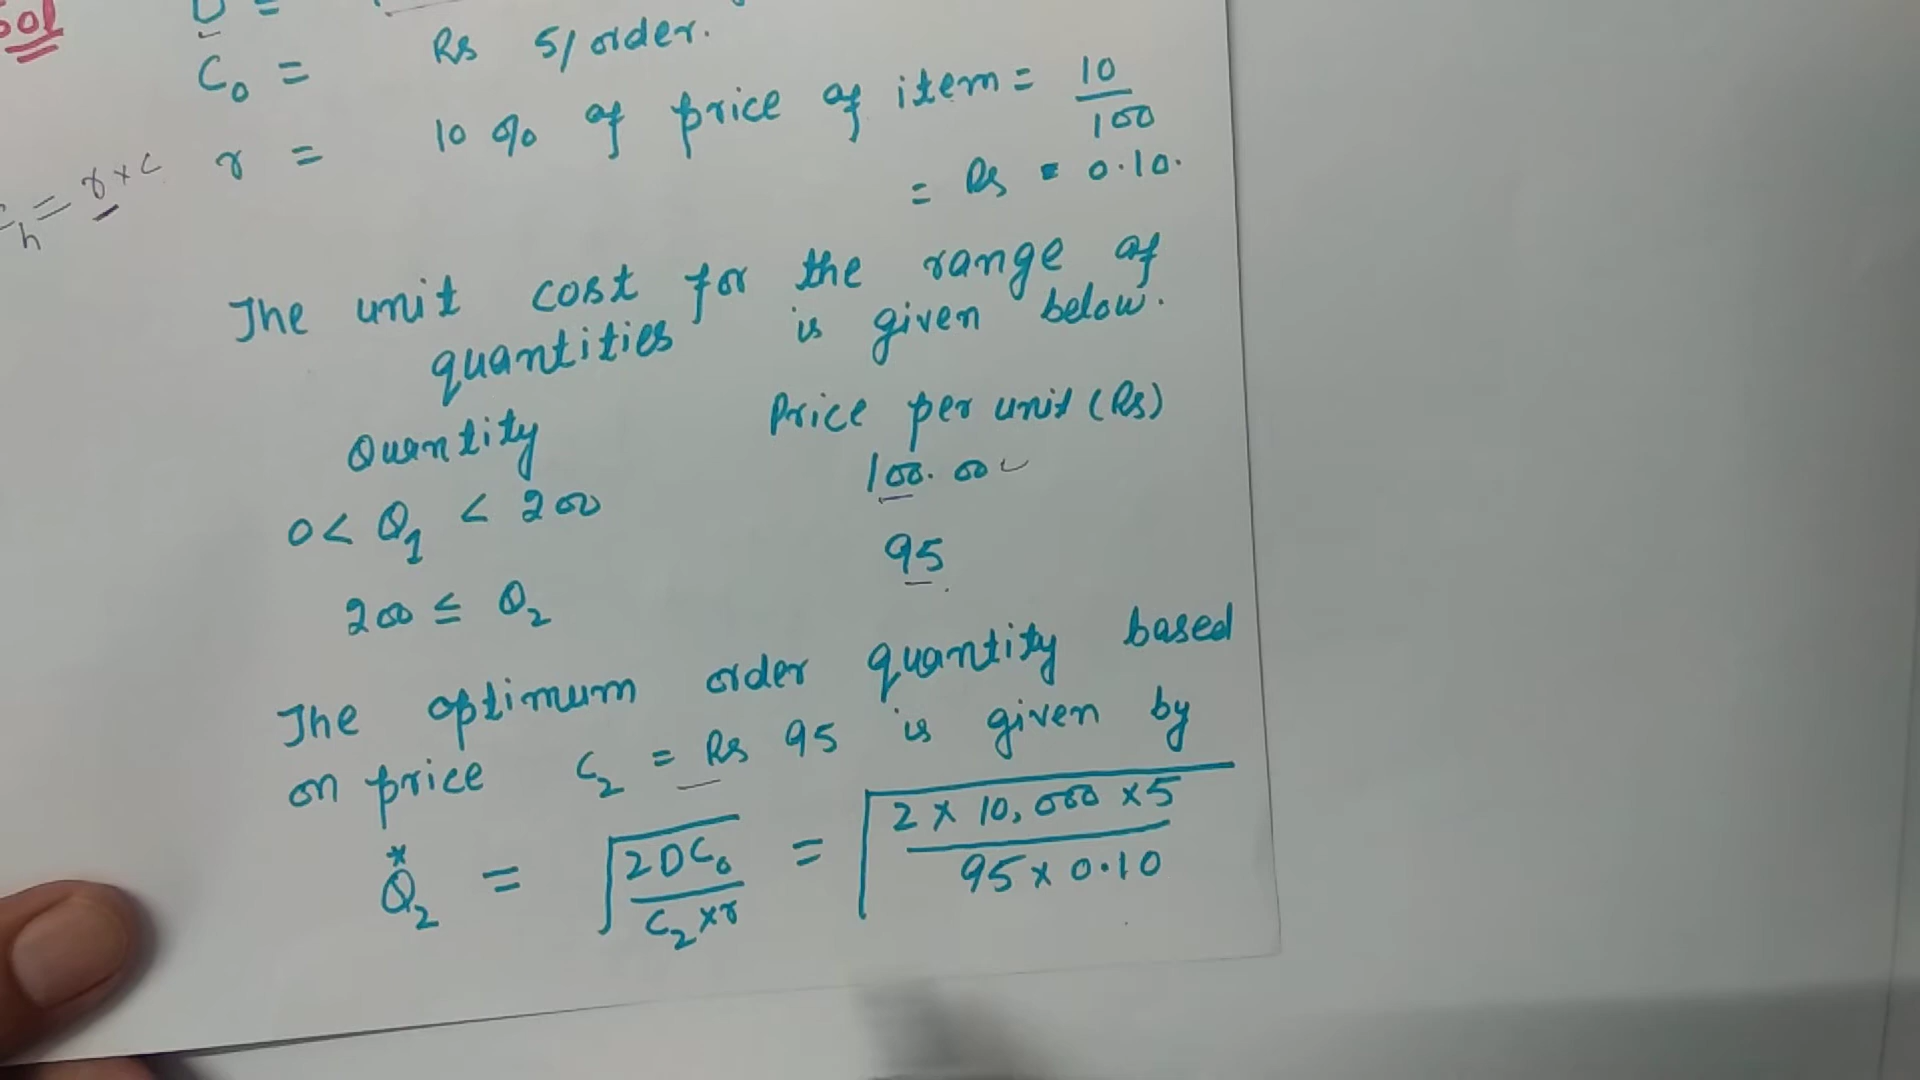 Sol
D =
C₀ = Rs 5/order.
r = 10 % of price of item = 10/100
= Rs 0.10.
Cₕ = r × C
The unit cost for the range of
quantities is given below.
Quantity Price per unit (Rs)
0 < Q₁ < 200 100.00
200 ≤ Q₂ 95
The optimum order quantity based
on price C₂ = Rs 95 is given by
Q₂* = √(2DC₀ / C₂×r) = √(2 × 10,000 × 5 / 95 × 0.10)